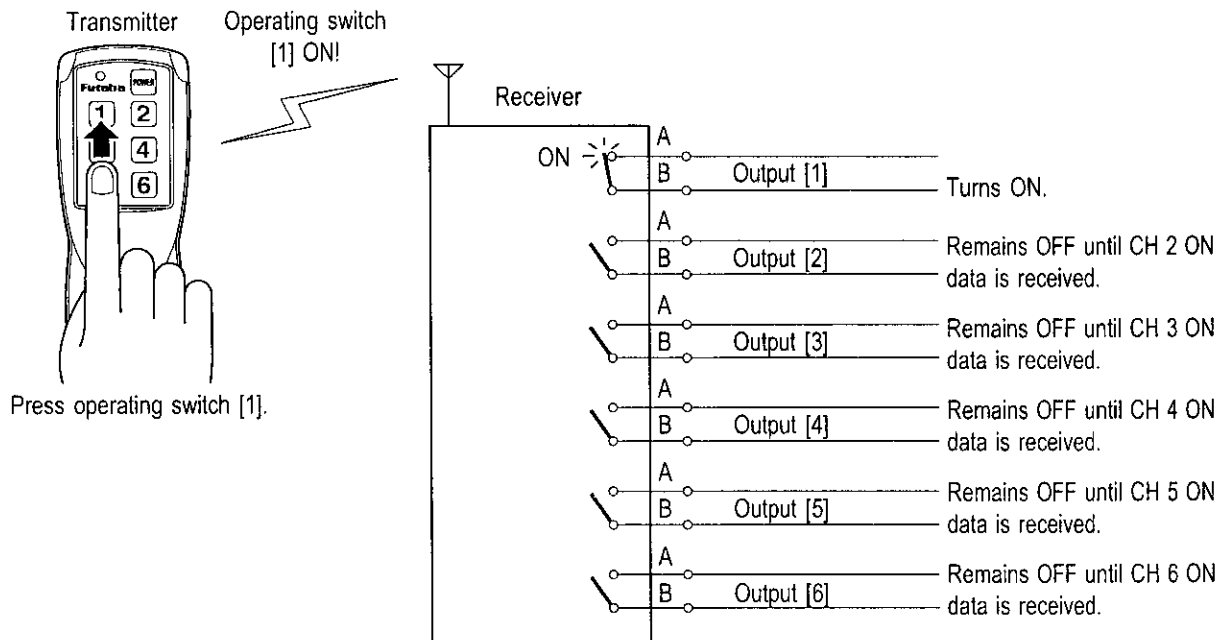 Transmitter
Operating switch
[1] ON!
Futaba
POWER
1
2
4
6
Press operating switch [1].
Receiver
ON
A
B
Output [1]
Turns ON.
A
B
Output [2]
Remains OFF until CH 2 ON
data is received.
A
B
Output [3]
Remains OFF until CH 3 ON
data is received.
A
B
Output [4]
Remains OFF until CH 4 ON
data is received.
A
B
Output [5]
Remains OFF until CH 5 ON
data is received.
A
B
Output [6]
Remains OFF until CH 6 ON
data is received.